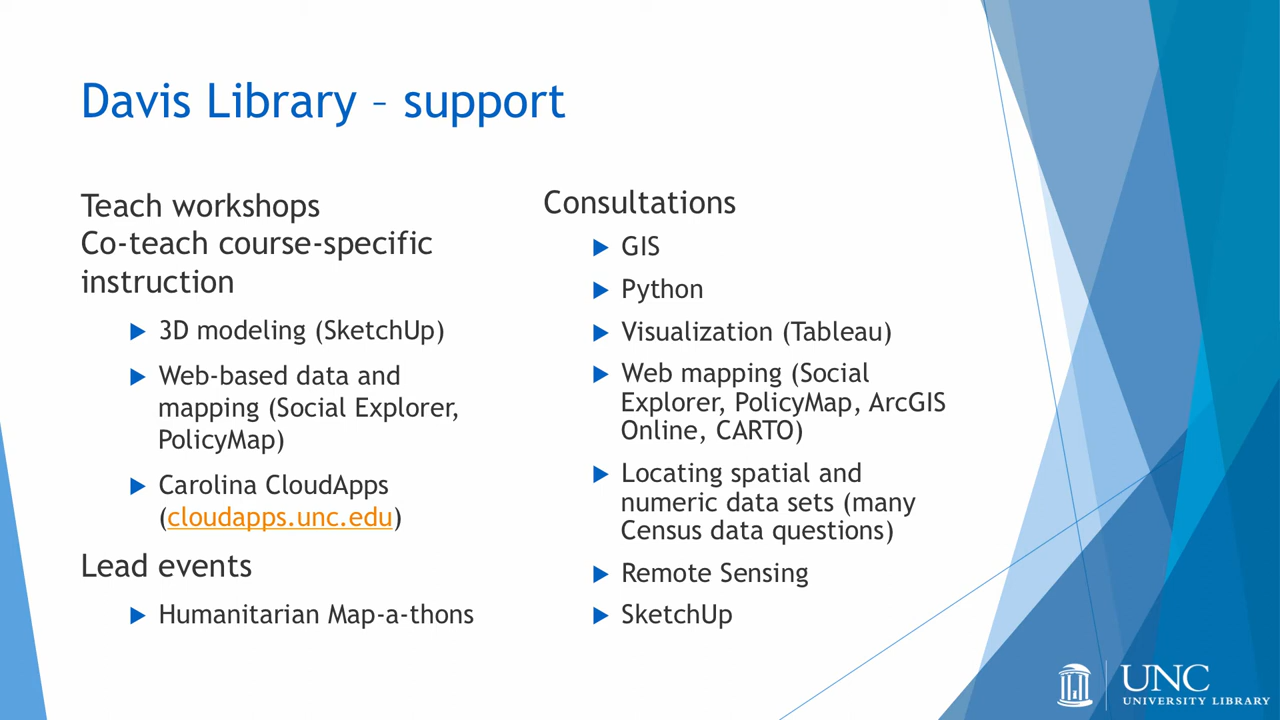 Davis Library – support
Teach workshops
Co-teach course-specific
instruction
3D modeling (SketchUp)
Web-based data and
mapping (Social Explorer,
PolicyMap)
Carolina CloudApps
(cloudapps.unc.edu)
Lead events
Humanitarian Map-a-thons
Consultations
GIS
Python
Visualization (Tableau)
Web mapping (Social
Explorer, PolicyMap, ArcGIS
Online, CARTO)
Locating spatial and
numeric data sets (many
Census data questions)
Remote Sensing
SketchUp
UNC
UNIVERSITY LIBRARY